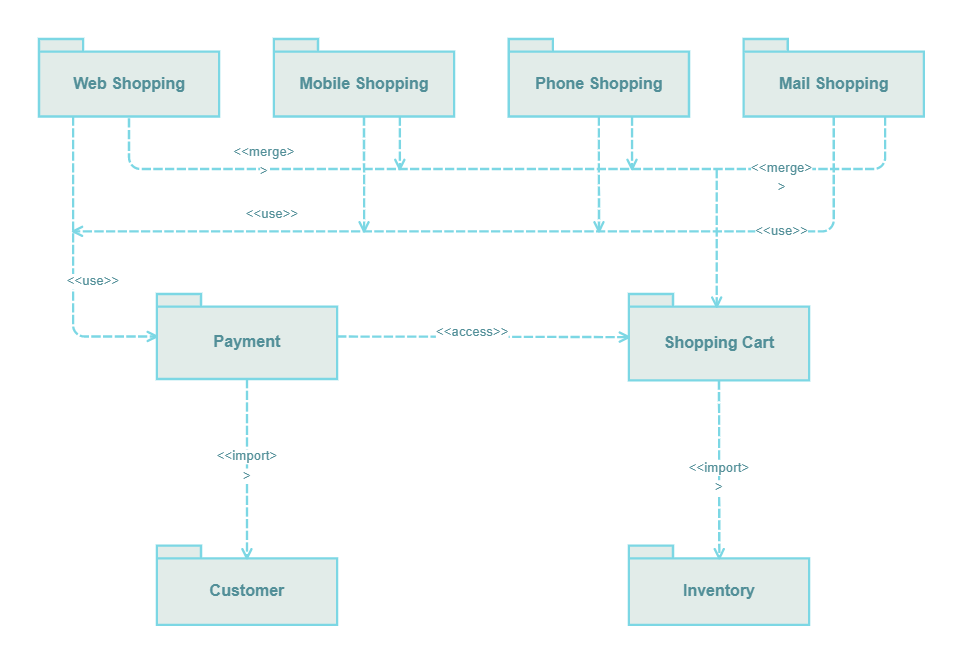 Web Shopping
Mobile Shopping
Phone Shopping
Mail Shopping
<<merge>
>
<<merge>
>
<<use>>
<<use>>
<<use>>
Payment
<<access>>
Shopping Cart
<<import>
>
<<import>
>
Customer
Inventory